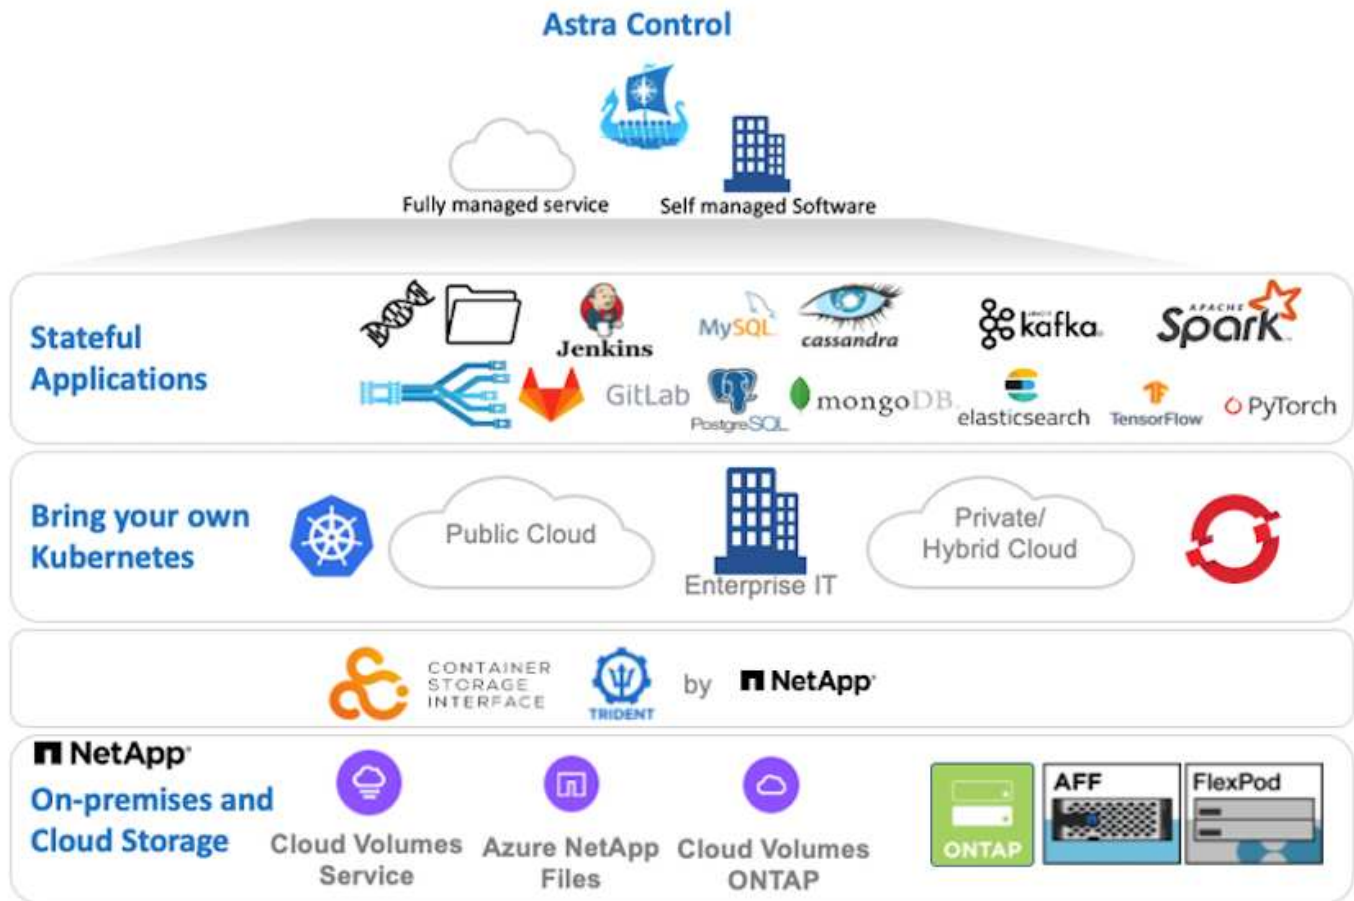 Astra Control
Fully managed service
Self managed Software
Stateful
Applications
Jenkins
MySQL
cassandra
kafka
APACHE
Spark
GitLab
PostgreSQL
mongoDB
elasticsearch
TensorFlow
PyTorch
Bring your own
Kubernetes
Public Cloud
Enterprise IT
Private/
Hybrid Cloud
CONTAINER
STORAGE
INTERFACE
TRIDENT
by
NetApp
NetApp
On-premises and
Cloud Storage
Cloud Volumes
Service
Azure NetApp
Files
Cloud Volumes
ONTAP
ONTAP
AFF
FlexPod